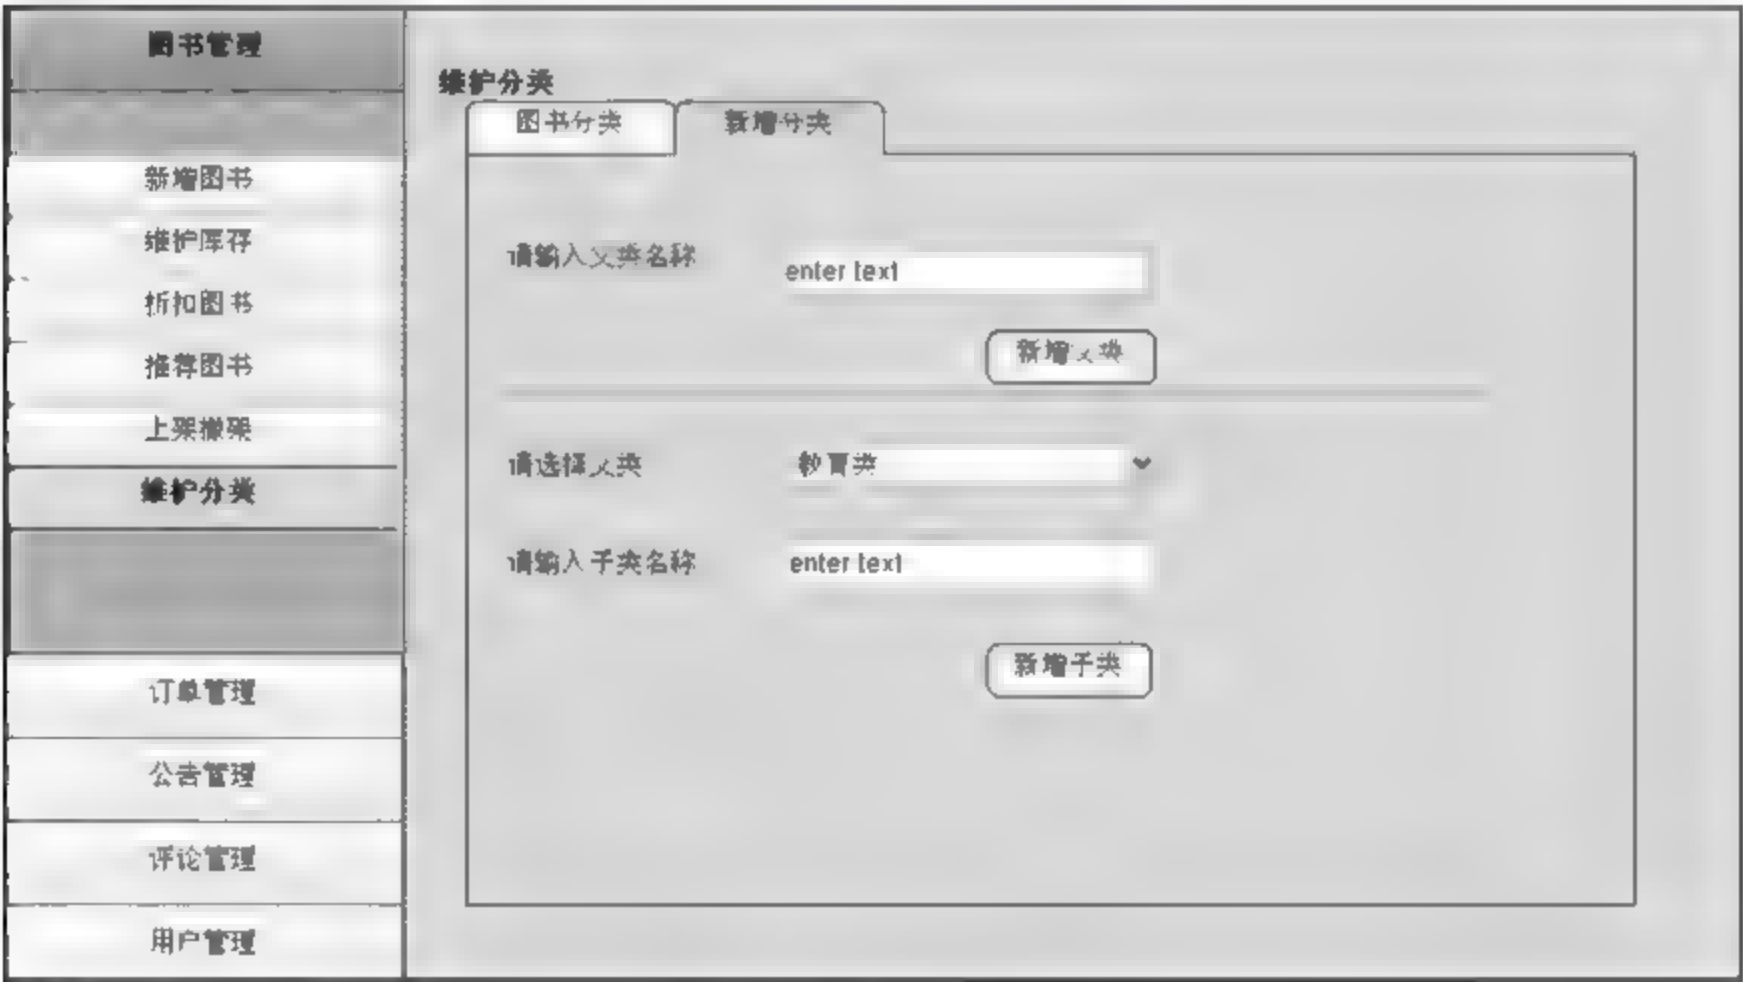 图书管理
新增图书
维护库存
折扣图书
推荐图书
上架撤架
维护分类
订单管理
公告管理
评论管理
用户管理
维护分类
图书分类
新增分类
请输入父类名称
enter text
新增父类
请选择父类
教育类
请输入子类名称
enter text
新增子类